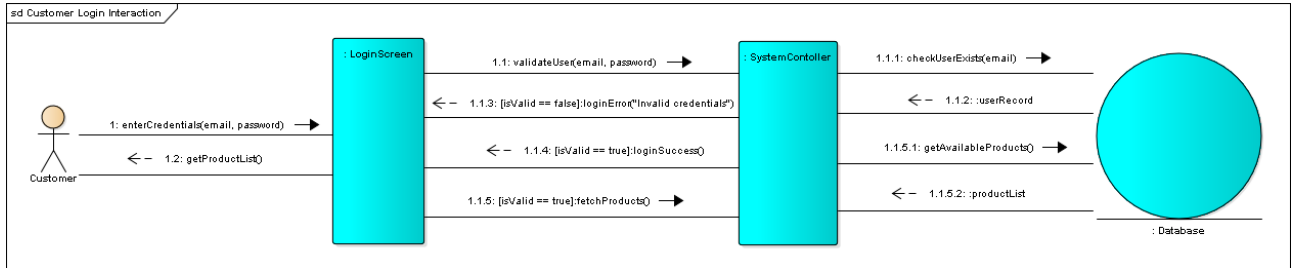 sd Customer Login Interaction
: LoginScreen
: SystemContoller
1.1: validateUser(email, password)
1.1.1: checkUserExists(email)
1.1.3: [isValid == false]:loginError("Invalid credentials")
1.1.2: :userRecord
1: enterCredentials(email, password)
1.2: getProductList()
1.1.4: [isValid == true]:loginSuccess()
1.1.5.1: getAvailableProducts()
Customer
1.1.5: [isValid == true]:fetchProducts()
1.1.5.2: :productList
: Database